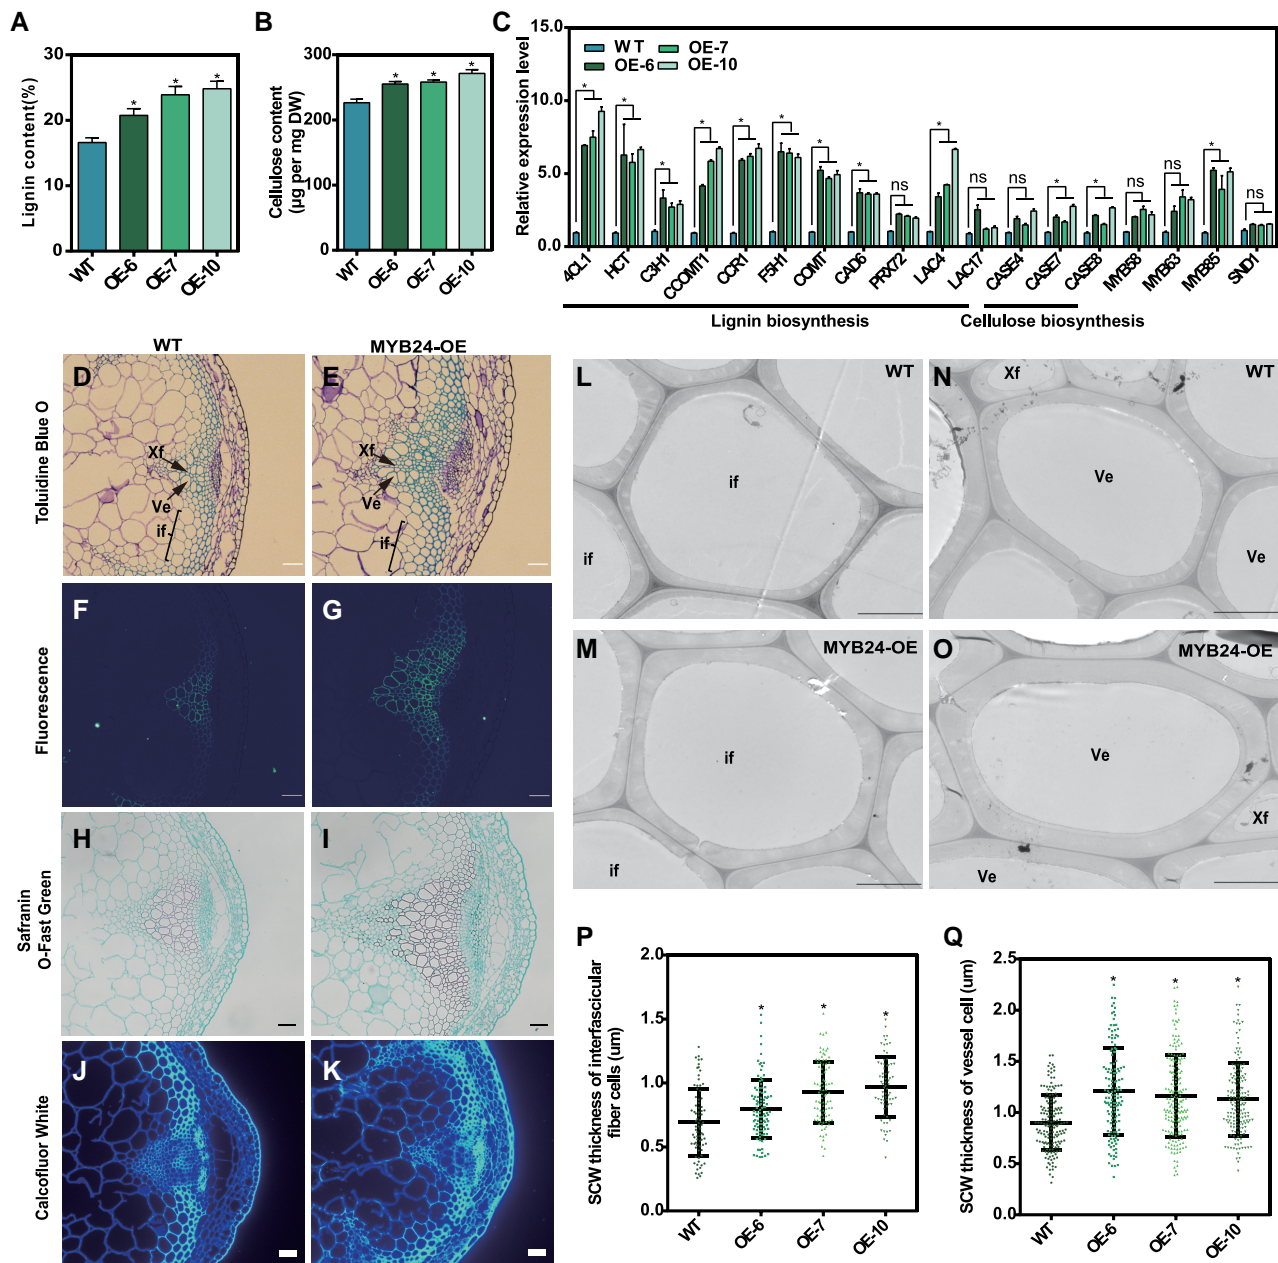 A
Lignin content(%)
40
30
20
10
0
*
*
*
WT
OE-6
OE-7
OE-10
B
Cellulose content
(µg per mg DW)
300
200
100
0
*
*
*
WT
OE-6
OE-7
OE-10
C
Relative expression level
15.0
10.0
5.0
0.0
WT
OE-6
OE-7
OE-10
*
*
*
*
*
*
*
*
ns
*
ns
ns
*
*
ns
ns
*
ns
4CL1
HCT
C3H1
CCOMT1
CCR1
F5H1
COMT
CAD6
PRX72
LAC4
LAC17
CASE4
CASE7
CASE8
MYB58
MYB63
MYB85
SND1
Lignin biosynthesis
Cellulose biosynthesis
WT
MYB24-OE
Toluidine Blue O
D
Xf
Ve
if
E
Xf
Ve
if
Fluorescence
F
G
Safranin
O-Fast Green
H
I
Calcofluor White
J
K
L
WT
if
if
N
WT
Xf
Ve
Ve
M
MYB24-OE
if
if
O
MYB24-OE
Ve
Xf
Ve
P
SCW thickness of interfascicular
fiber cells (um)
2.0
1.5
1.0
0.5
0.0
*
*
*
WT
OE-6
OE-7
OE-10
Q
SCW thickness of vessel cell (um)
2.5
2.0
1.5
1.0
0.5
0.0
*
*
*
WT
OE-6
OE-7
OE-10